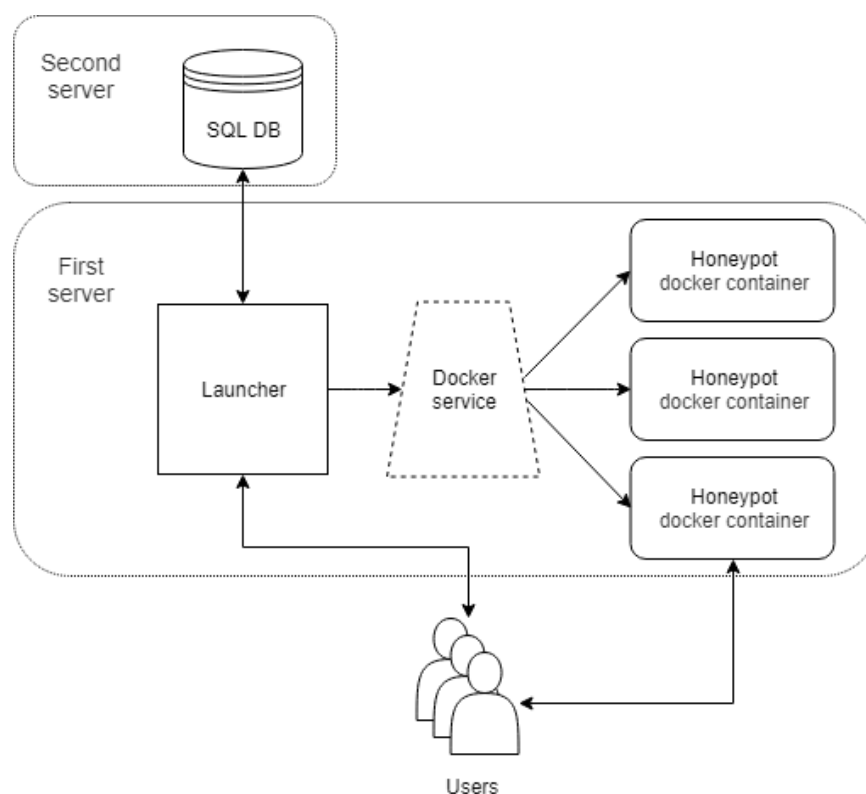 Second
server
SQL DB
First
server
Launcher
Docker
service
Honeypot
docker container
Honeypot
docker container
Honeypot
docker container
Users